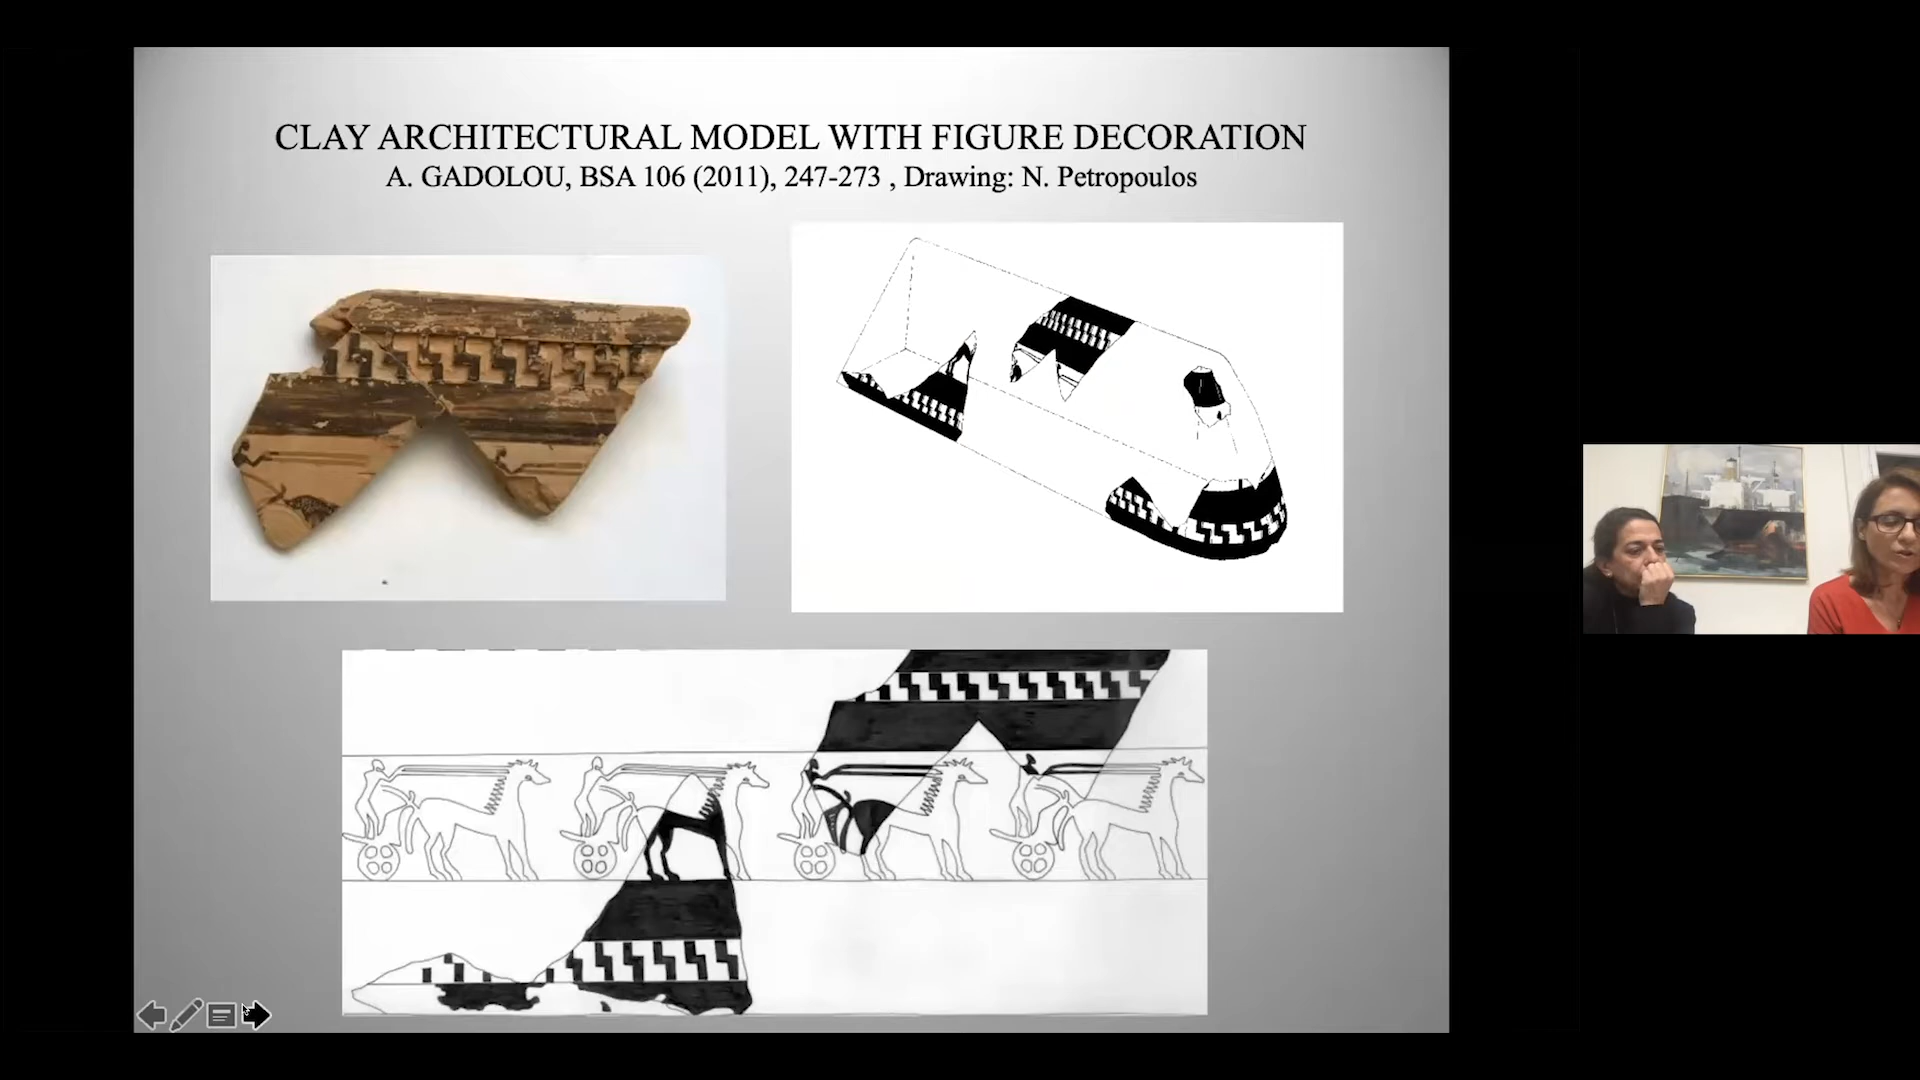 CLAY ARCHITECTURAL MODEL WITH FIGURE DECORATION
A. GADOLOU, BSA 106 (2011), 247-273 , Drawing: N. Petropoulos